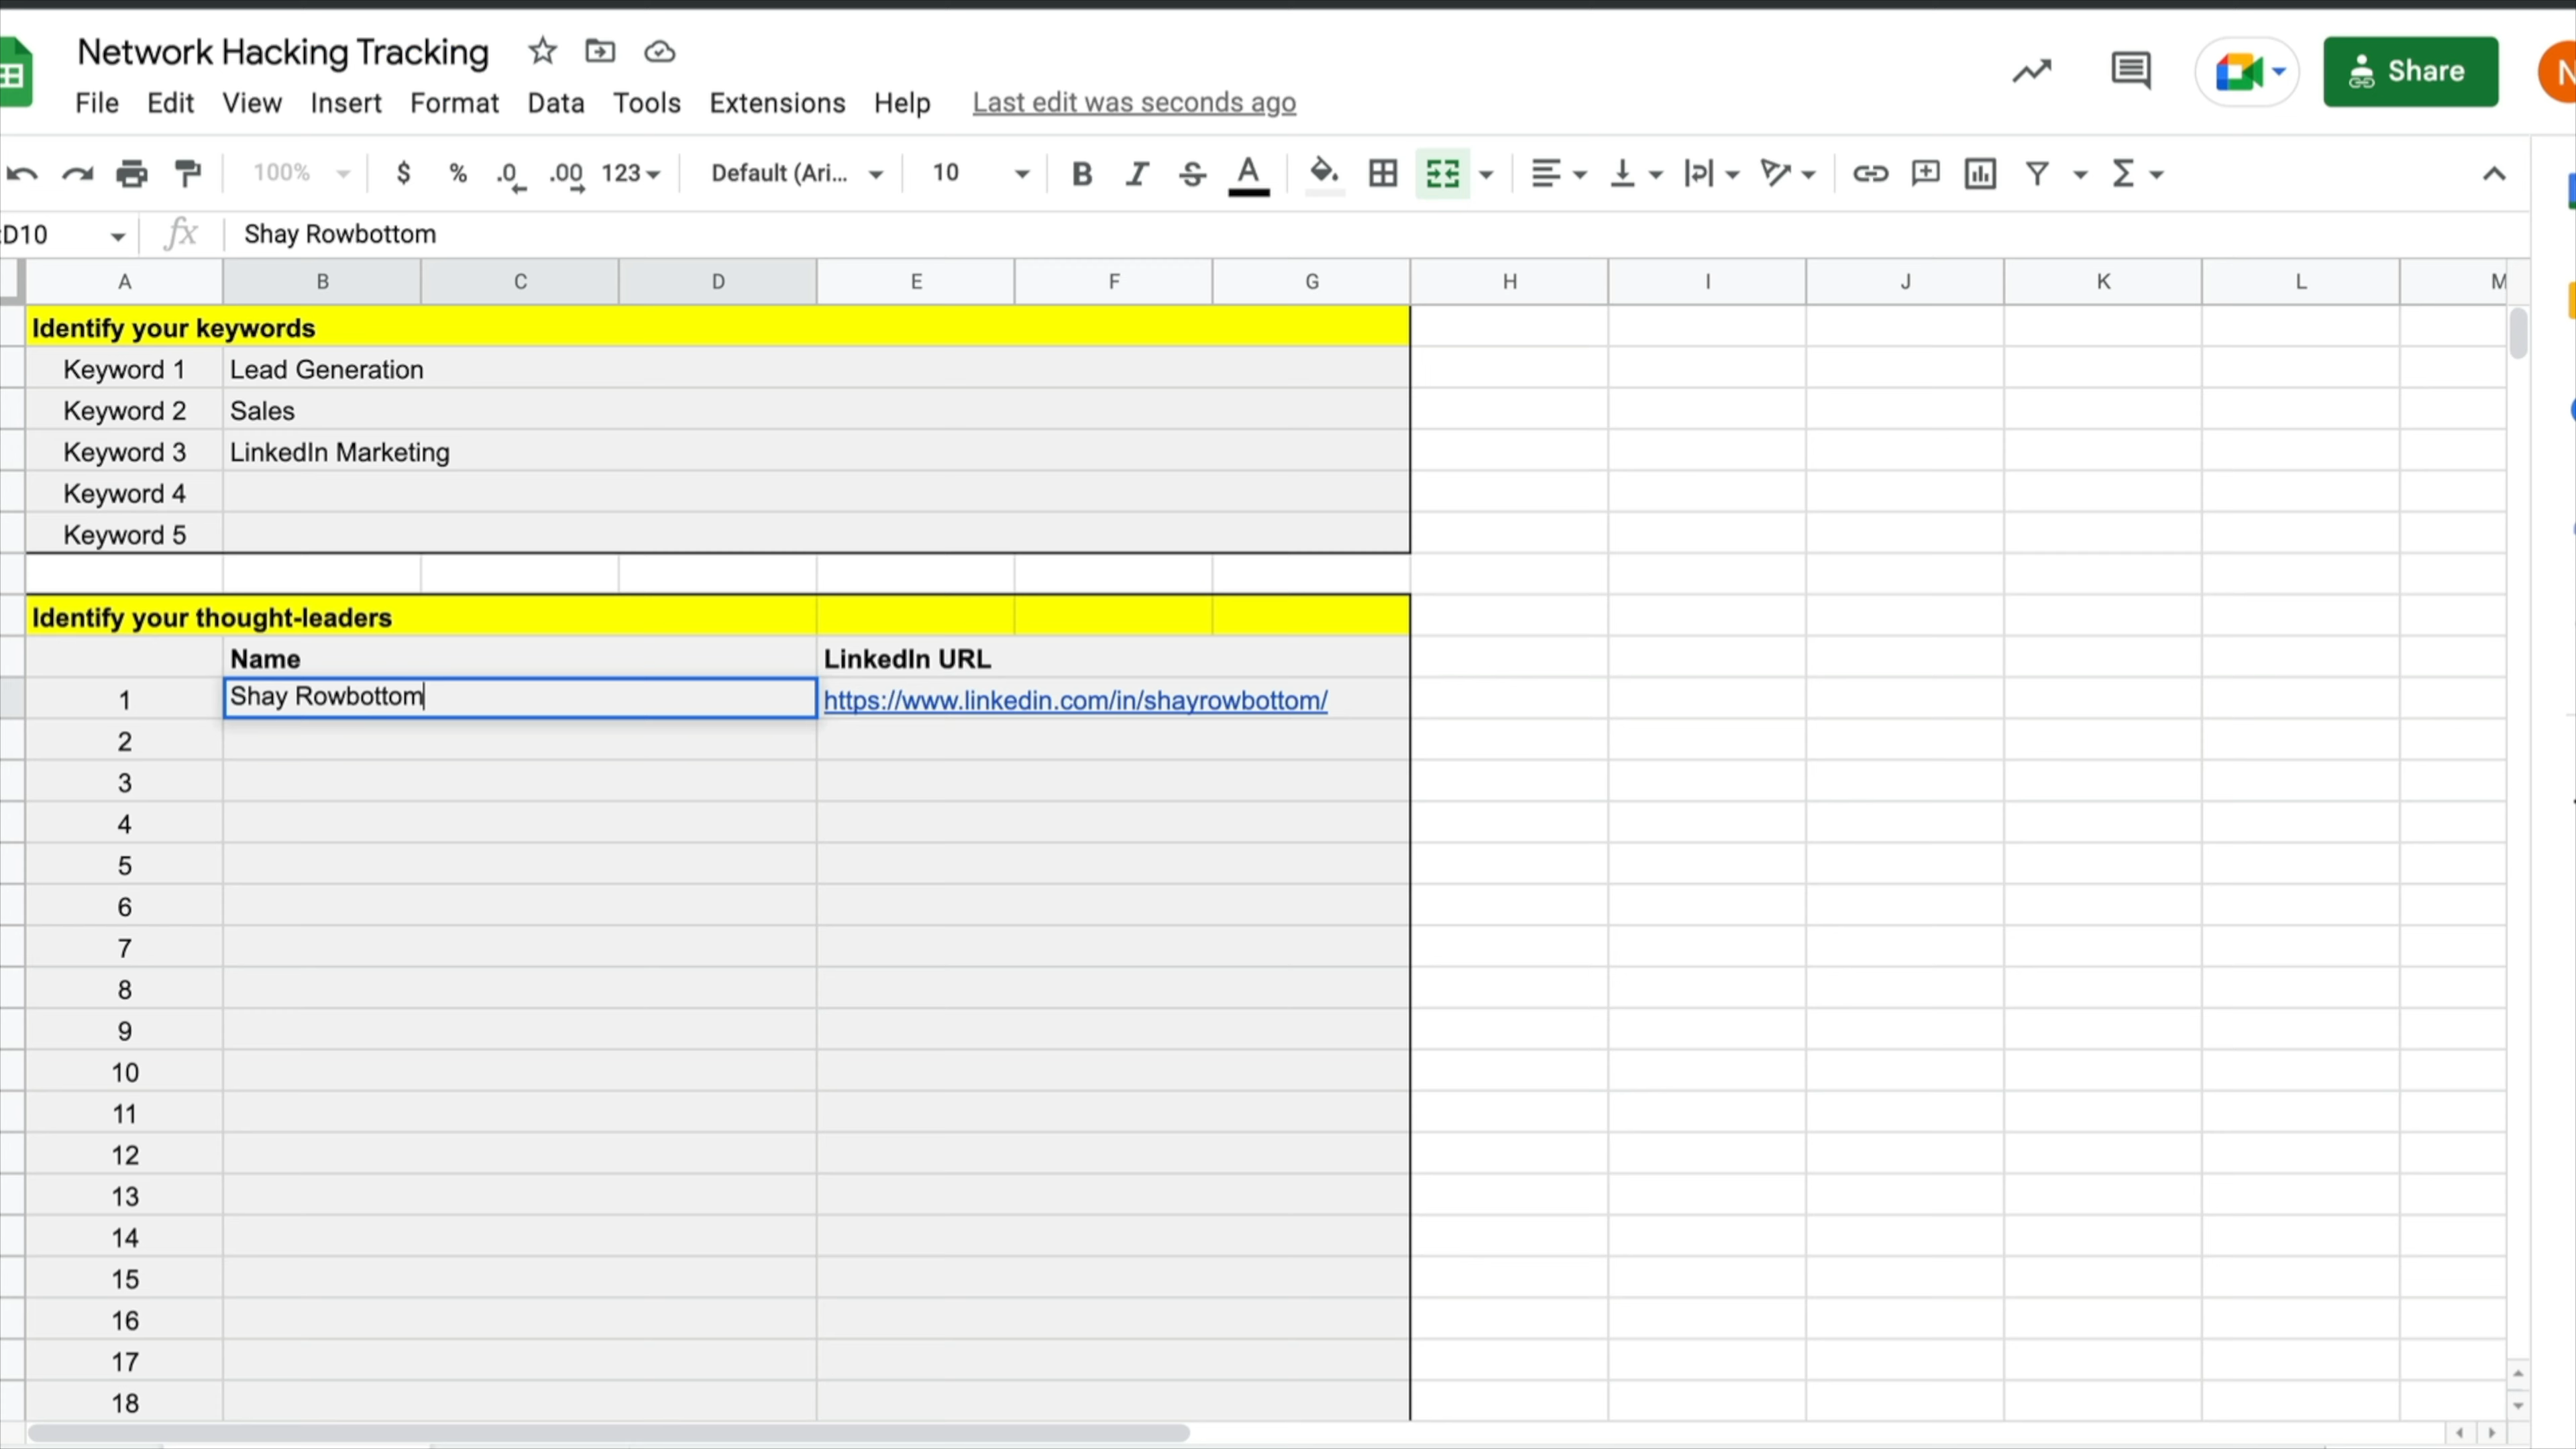 Network Hacking Tracking
File Edit View Insert Format Data Tools Extensions Help Last edit was seconds ago
Share
N
100% $ % .0 .00 123 Default (Ari... 10 B I S A
:D10 fx Shay Rowbottom
A B C D E F G H I J K L M
Identify your keywords
Keyword 1 Lead Generation
Keyword 2 Sales
Keyword 3 LinkedIn Marketing
Keyword 4
Keyword 5
Identify your thought-leaders
Name LinkedIn URL
1 Shay Rowbottom https://www.linkedin.com/in/shayrowbottom/
2
3
4
5
6
7
8
9
10
11
12
13
14
15
16
17
18